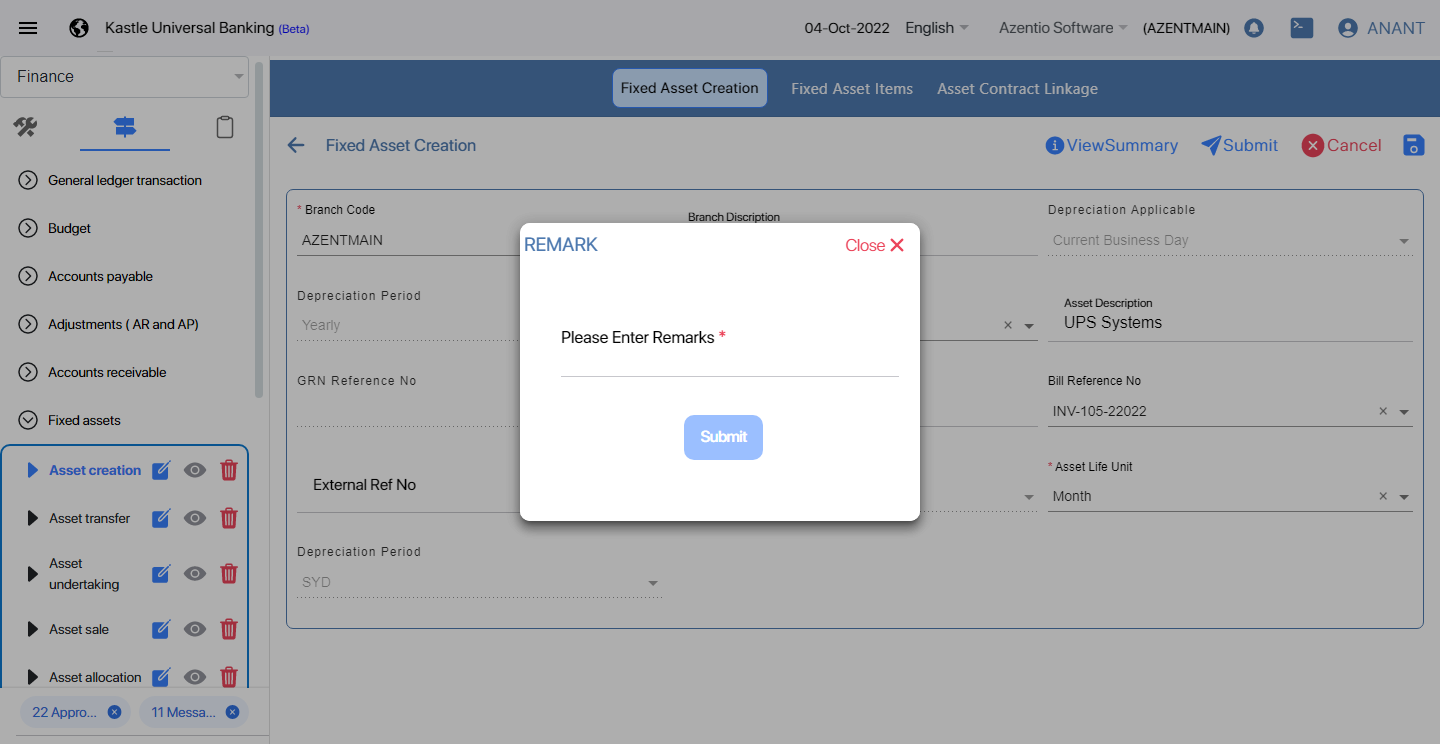 Kastle Universal Banking (Beta)
04-Oct-2022
English
Azentio Software
(AZENTMAIN)
ANANT
Finance
General ledger transaction
Budget
Accounts payable
Adjustments ( AR and AP)
Accounts receivable
Fixed assets
Asset creation
Asset transfer
Asset
undertaking
Asset sale
Asset allocation
22 Appro...
11 Messa...
Fixed Asset Creation
Fixed Asset Items
Asset Contract Linkage
Fixed Asset Creation
ViewSummary
Submit
Cancel
* Branch Code
AZENTMAIN
Branch Discription
Depreciation Applicable
Current Business Day
Depreciation Period
Yearly
Asset Description
UPS Systems
GRN Reference No
Bill Reference No
INV-105-22022
External Ref No
* Asset Life Unit
Month
Depreciation Period
SYD
REMARK
Close
Please Enter Remarks *
Submit